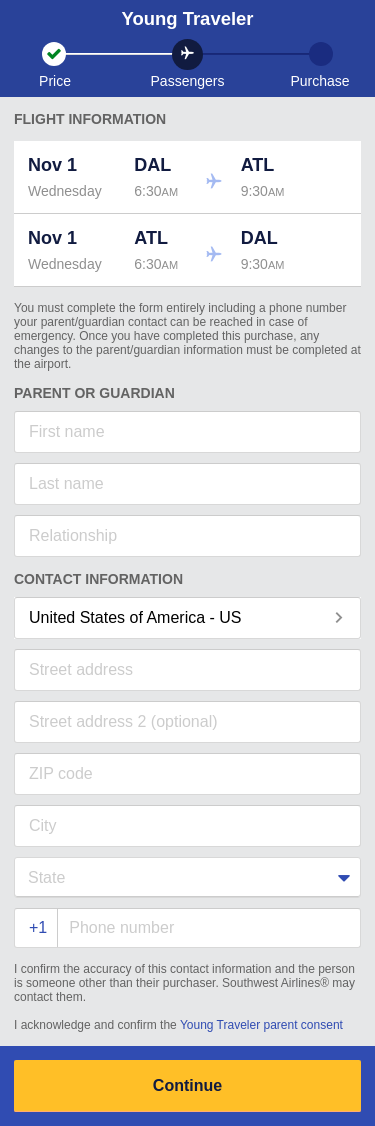 Young Traveler
Price
Passengers
Purchase
FLIGHT INFORMATION
Nov 1 DAL ATL
Wednesday 6:30AM 9:30AM
Nov 1 ATL DAL
Wednesday 6:30AM 9:30AM
You must complete the form entirely including a phone number
your parent/guardian contact can be reached in case of
emergency. Once you have completed this purchase, any
changes to the parent/guardian information must be completed at
the airport.
PARENT OR GUARDIAN
First name
Last name
Relationship
CONTACT INFORMATION
United States of America - US
Street address
Street address 2 (optional)
ZIP code
City
State
+1 Phone number
I confirm the accuracy of this contact information and the person
is someone other than their purchaser. Southwest Airlines® may
contact them.
I acknowledge and confirm the Young Traveler parent consent
Continue